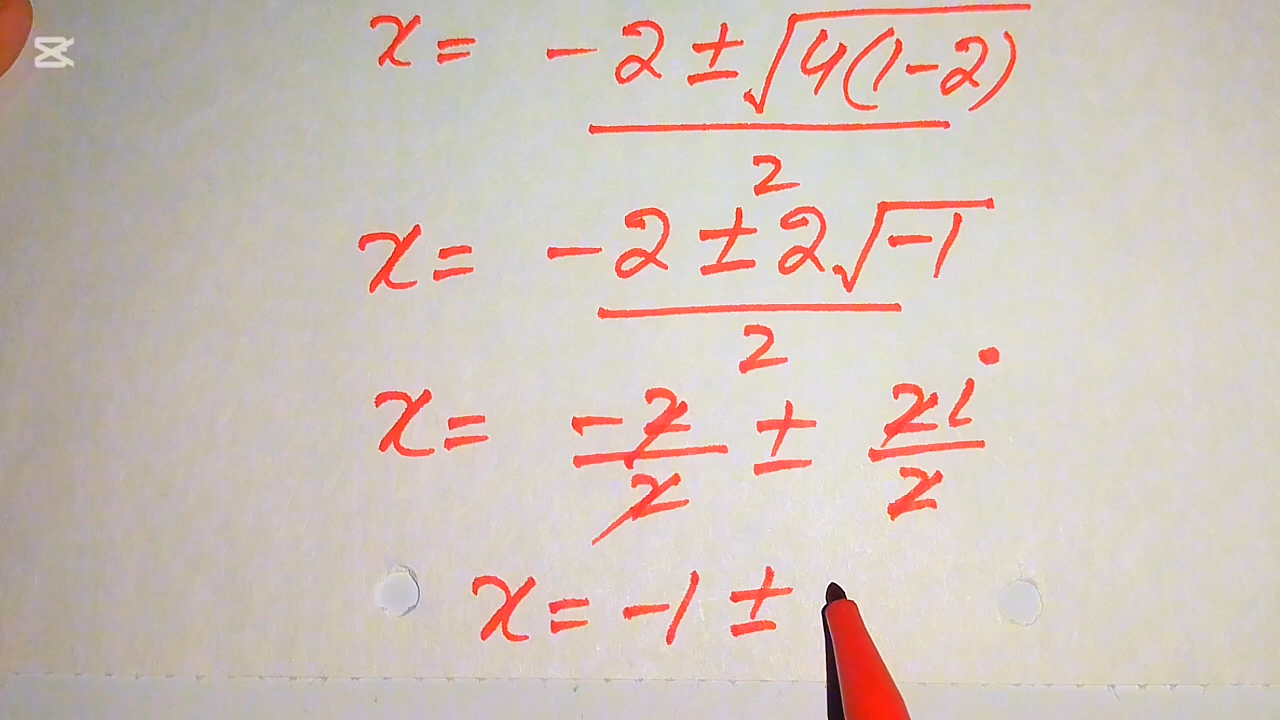 x = -2 ± √4(1-2)
2
x = -2 ± 2√-1
2
x = -2/2 ± 2i/2
x = -1 ±